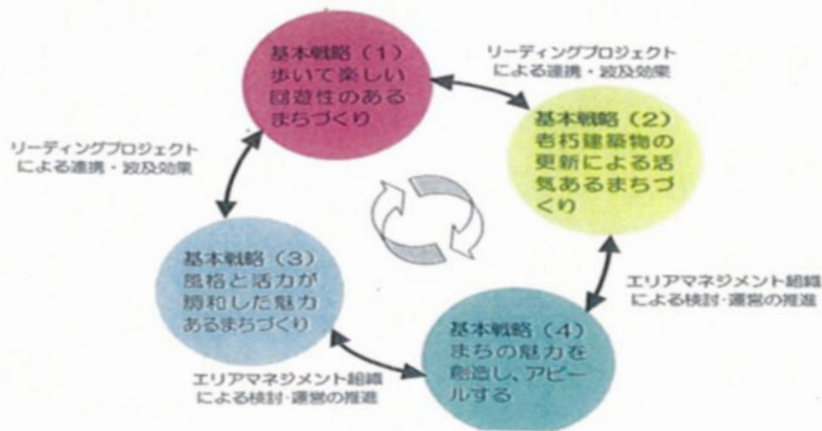 基本戦略（1）
歩いて楽しい
回遊性のある
まちづくり
リーディングプロジェクト
による連携・波及効果
基本戦略（2）
老朽建築物の
更新による活
気あるまちづ
くり
リーディングプロジェクト
による連携・波及効果
基本戦略（3）
風格と活力が
調和した魅力
あるまちづくり
エリアマネジメント組織
による検討・運営の推進
基本戦略（4）
まちの魅力を
創造し、アピー
ルする
エリアマネジメント組織
による検討・運営の推進